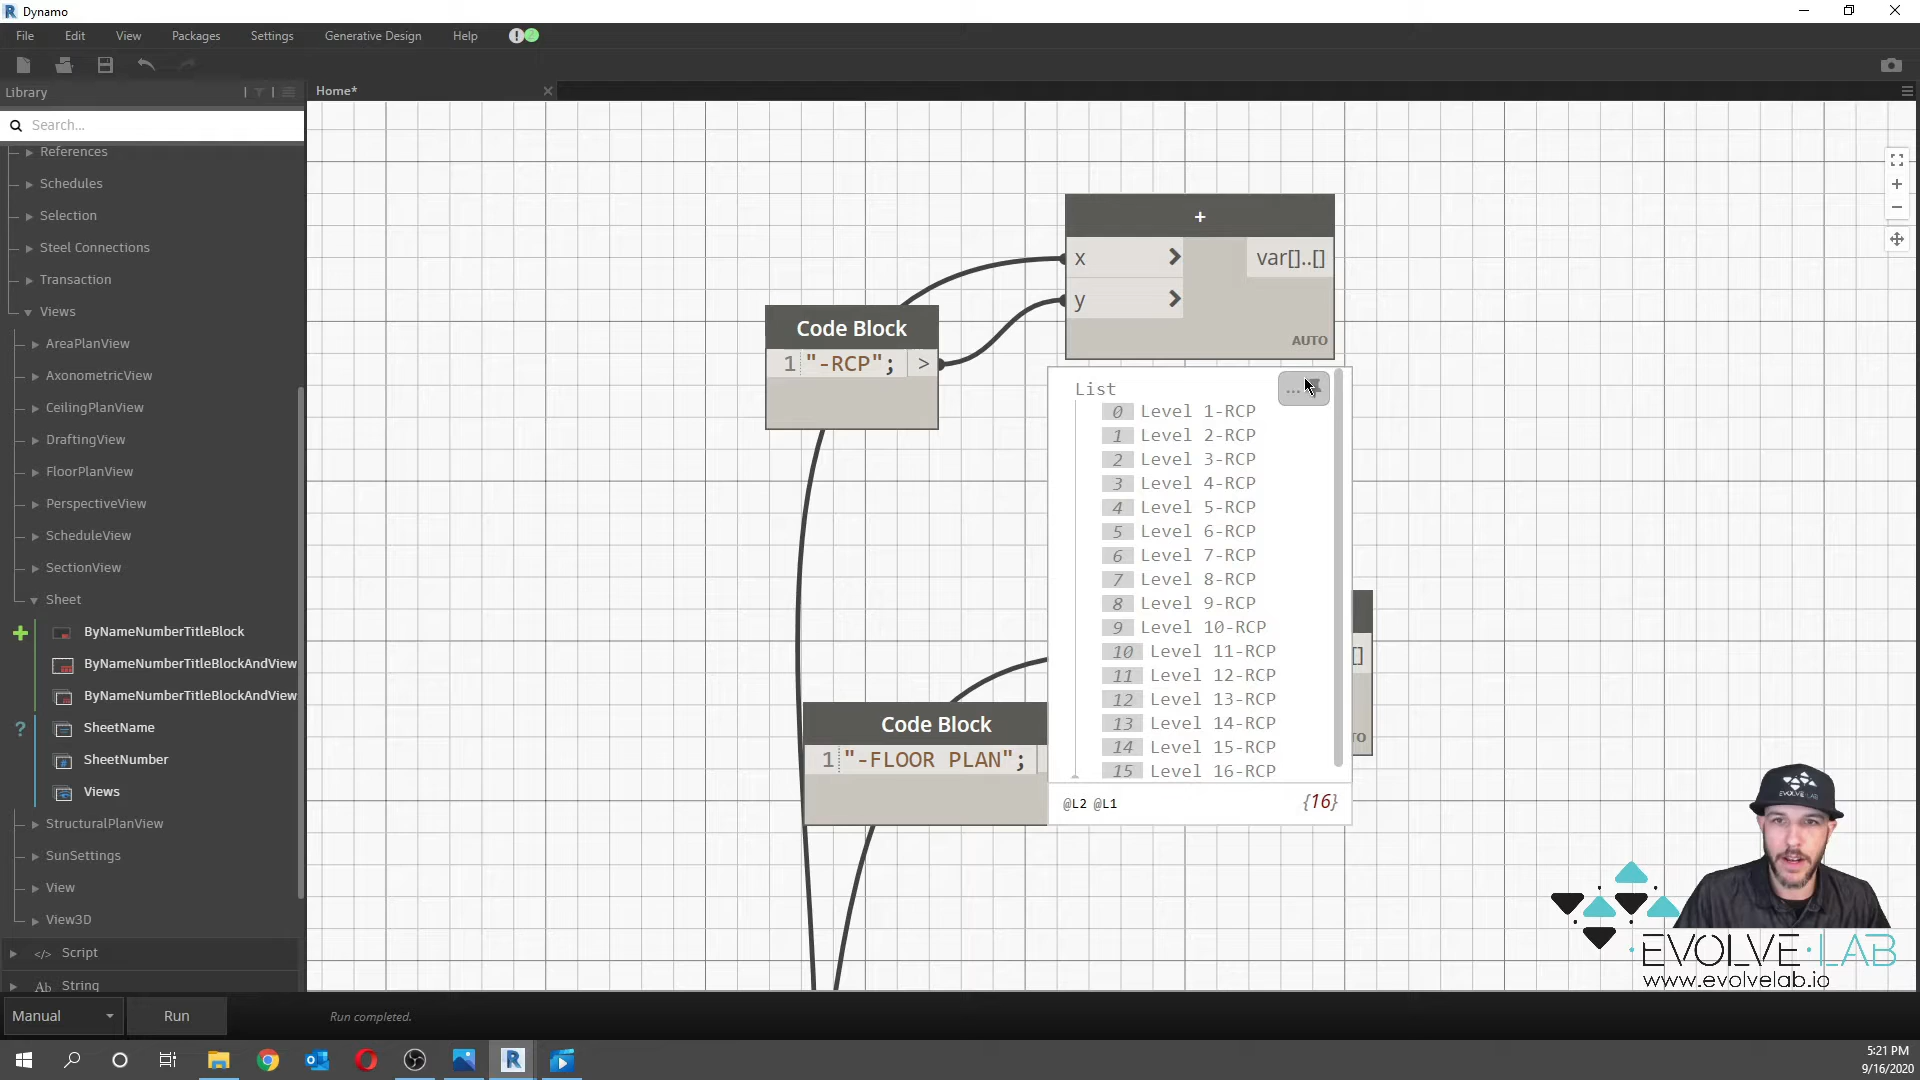 Dynamo
File Edit View Packages Settings Generative Design Help
Library
Home*
Search...
References
Schedules
Selection
Steel Connections
Transaction
Views
AreaPlanView
AxonometricView
CeilingPlanView
DraftingView
FloorPlanView
PerspectiveView
ScheduleView
SectionView
Sheet
ByNameNumberTitleBlock
ByNameNumberTitleBlockAndView
ByNameNumberTitleBlockAndView
SheetName
SheetNumber
Views
StructuralPlanView
SunSettings
View
View3D
Script
Ab String
Manual Run Run completed.
+
x > var[]..[]
y >
AUTO
Code Block
1 "-RCP"; >
List ...
0 Level 1-RCP
1 Level 2-RCP
2 Level 3-RCP
3 Level 4-RCP
4 Level 5-RCP
5 Level 6-RCP
6 Level 7-RCP
7 Level 8-RCP
8 Level 9-RCP
9 Level 10-RCP
10 Level 11-RCP
11 Level 12-RCP
12 Level 13-RCP
13 Level 14-RCP
14 Level 15-RCP
15 Level 16-RCP
@L2 @L1 {16}
[]
TO
Code Block
1 "-FLOOR PLAN";
EVOLVE LAB
EVOLVE·LAB
www.evolvelab.io
5:21 PM
9/16/2020